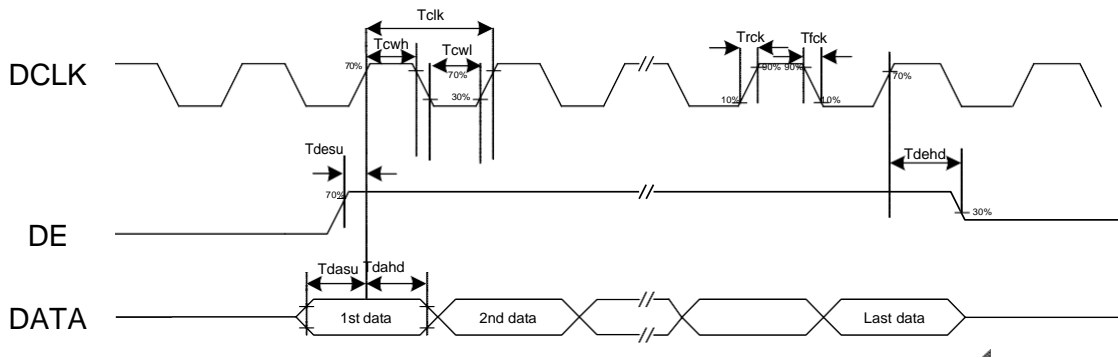 Tclk
Tcwh
Tcwl
Trck
Tfck
DCLK
70%
70%
30%
90%
90%
10%
10%
70%
Tdesu
Tdehd
70%
30%
DE
Tdasu
Tdahd
DATA
1st data
2nd data
Last data